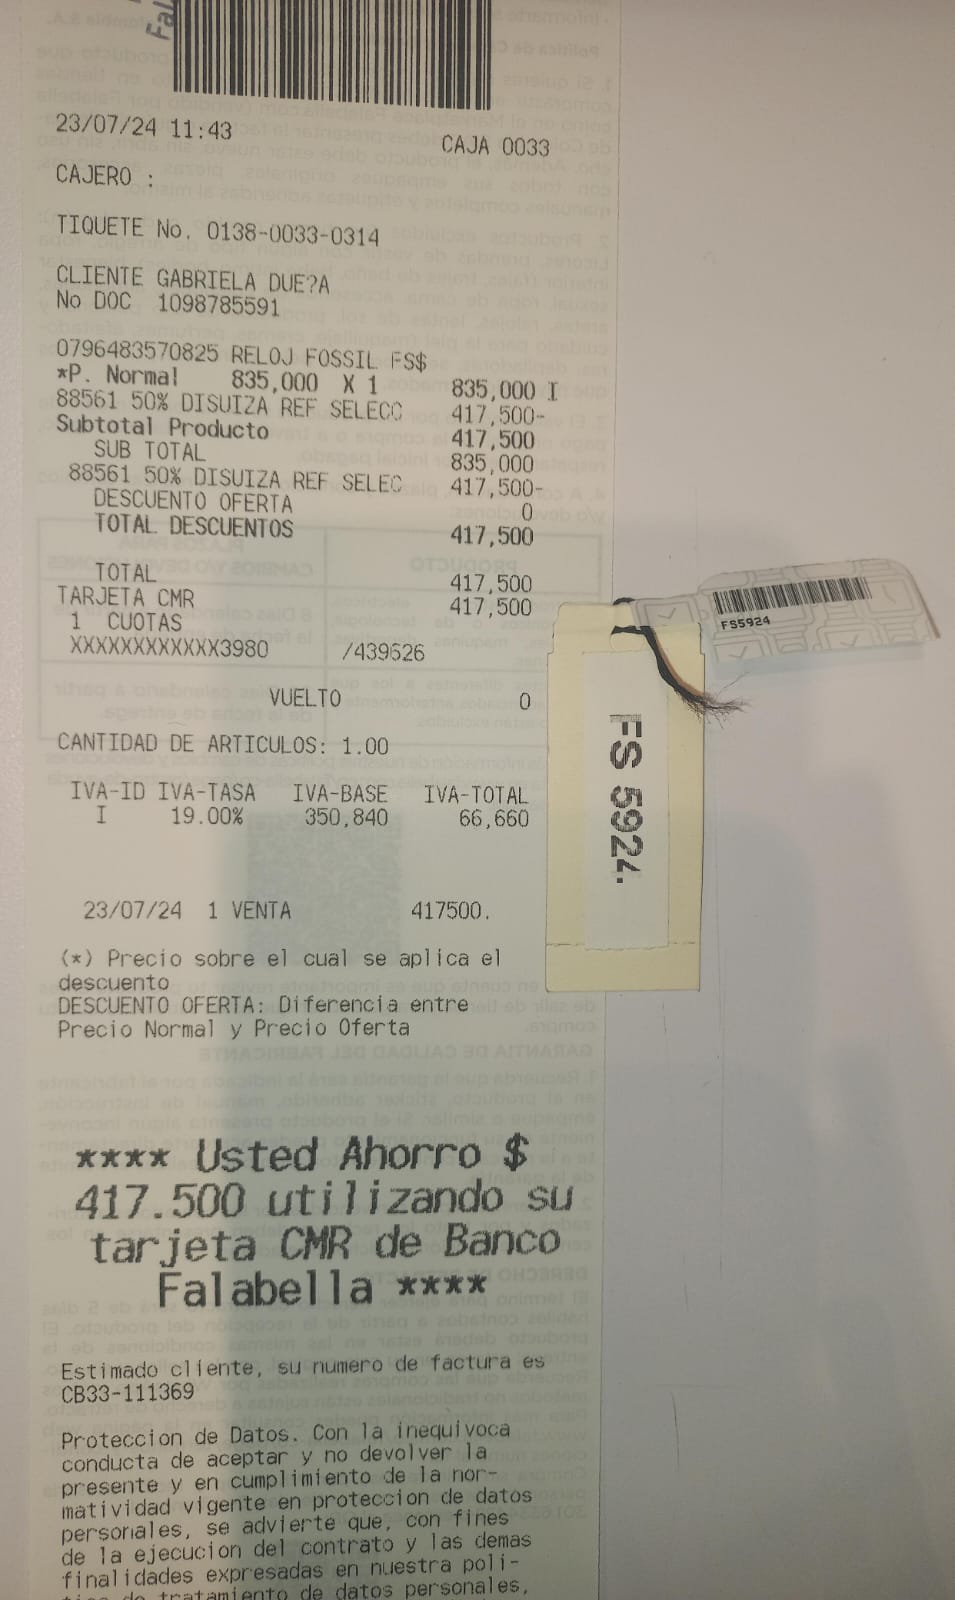 Fal
23/07/24 11:43 CAJA 0033
CAJERO :
TIQUETE No. 0138-0033-0314
CLIENTE GABRIELA DUE?A
No DOC 1098785591
0796483570825 RELOJ FOSSIL FS$
*P. Normal 835,000 X 1 835,000 I
88561 50% DISUIZA REF SELECC 417,500-
Subtotal Producto 417,500
SUB TOTAL 835,000
88561 50% DISUIZA REF SELEC 417,500-
DESCUENTO OFERTA 0
TOTAL DESCUENTOS 417,500
TOTAL 417,500
TARJETA CMR 417,500
1 CUOTAS
XXXXXXXXXXXX3980 /439526
VUELTO 0
CANTIDAD DE ARTICULOS: 1.00
IVA-ID IVA-TASA IVA-BASE IVA-TOTAL
I 19.00% 350,840 66,660
23/07/24 1 VENTA 417500.
(*) Precio sobre el cual se aplica el
descuento
DESCUENTO OFERTA: Diferencia entre
Precio Normal y Precio Oferta
**** Usted Ahorro $
417.500 utilizando su
tarjeta CMR de Banco
Falabella ****
Estimado cliente, su numero de factura es
CB33-111369
Proteccion de Datos. Con la inequivoca
conducta de aceptar y no devolver la
presente y en cumplimiento de la nor-
matividad vigente en proteccion de datos
personales, se advierte que, con fines
de la ejecucion del contrato y las demas
finalidades expresadas en nuestra poli-
tica de tratamiento de datos personales,
FS5924
FS 5924.